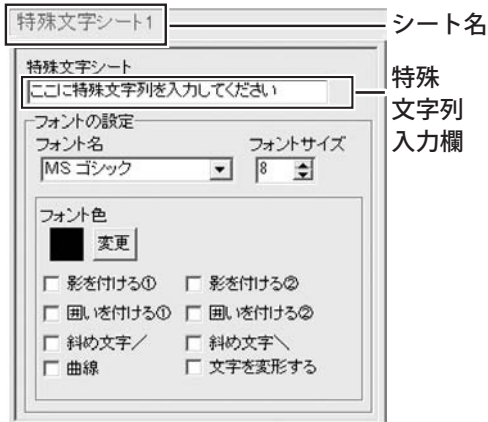 特殊文字シート1
シート名
特殊文字シート
ここに特殊文字列を入力してください
特殊
文字列
入力欄
フォントの設定
フォント名
フォントサイズ
MS ゴシック
8
フォント色
変更
影を付ける①
影を付ける②
囲いを付ける①
囲いを付ける②
斜め文字／
斜め文字＼
曲線
文字を変形する